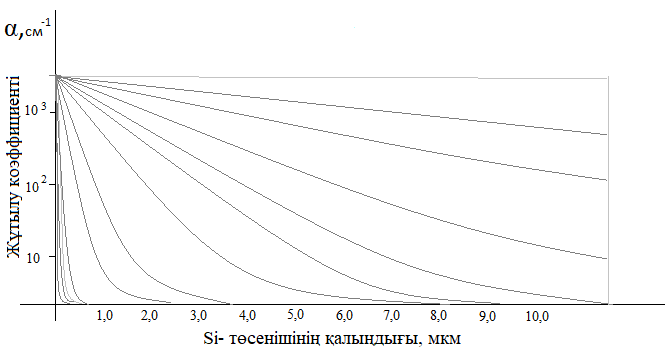 α,см⁻¹
Жұтылу коэффициенті
10³
10²
10
1,0 2,0 3,0 4,0 5,0 6,0 7,0 8,0 9,0 10,0
Si- төсенішінің қалыңдығы, мкм